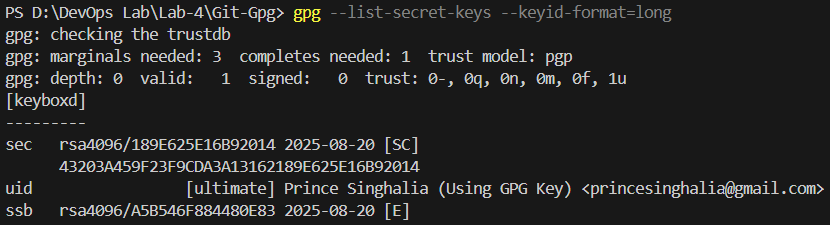 PS D:\DevOps Lab\Lab-4\Git-Gpg> gpg --list-secret-keys --keyid-format=long
gpg: checking the trustdb
gpg: marginals needed: 3  completes needed: 1  trust model: pgp
gpg: depth: 0  valid:   1  signed:   0  trust: 0-, 0q, 0n, 0m, 0f, 1u
[keyboxd]
---------
sec   rsa4096/189E625E16B92014 2025-08-20 [SC]
      43203A459F23F9CDA3A13162189E625E16B92014
uid                 [ultimate] Prince Singhalia (Using GPG Key) <princesinghalia@gmail.com>
ssb   rsa4096/A5B546F884480E83 2025-08-20 [E]